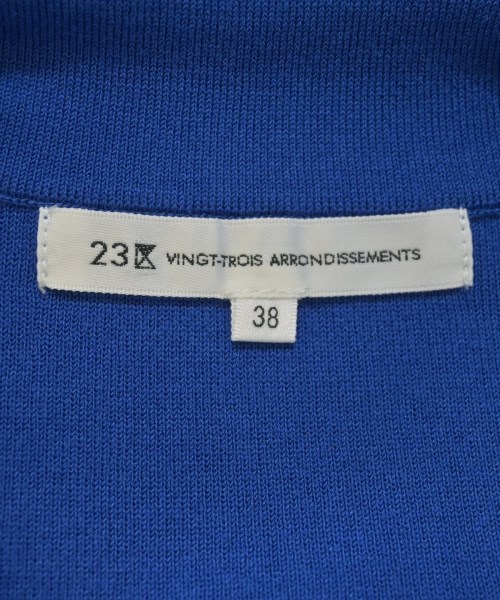 23区 VINGT-TROIS ARRONDISSEMENTS
38